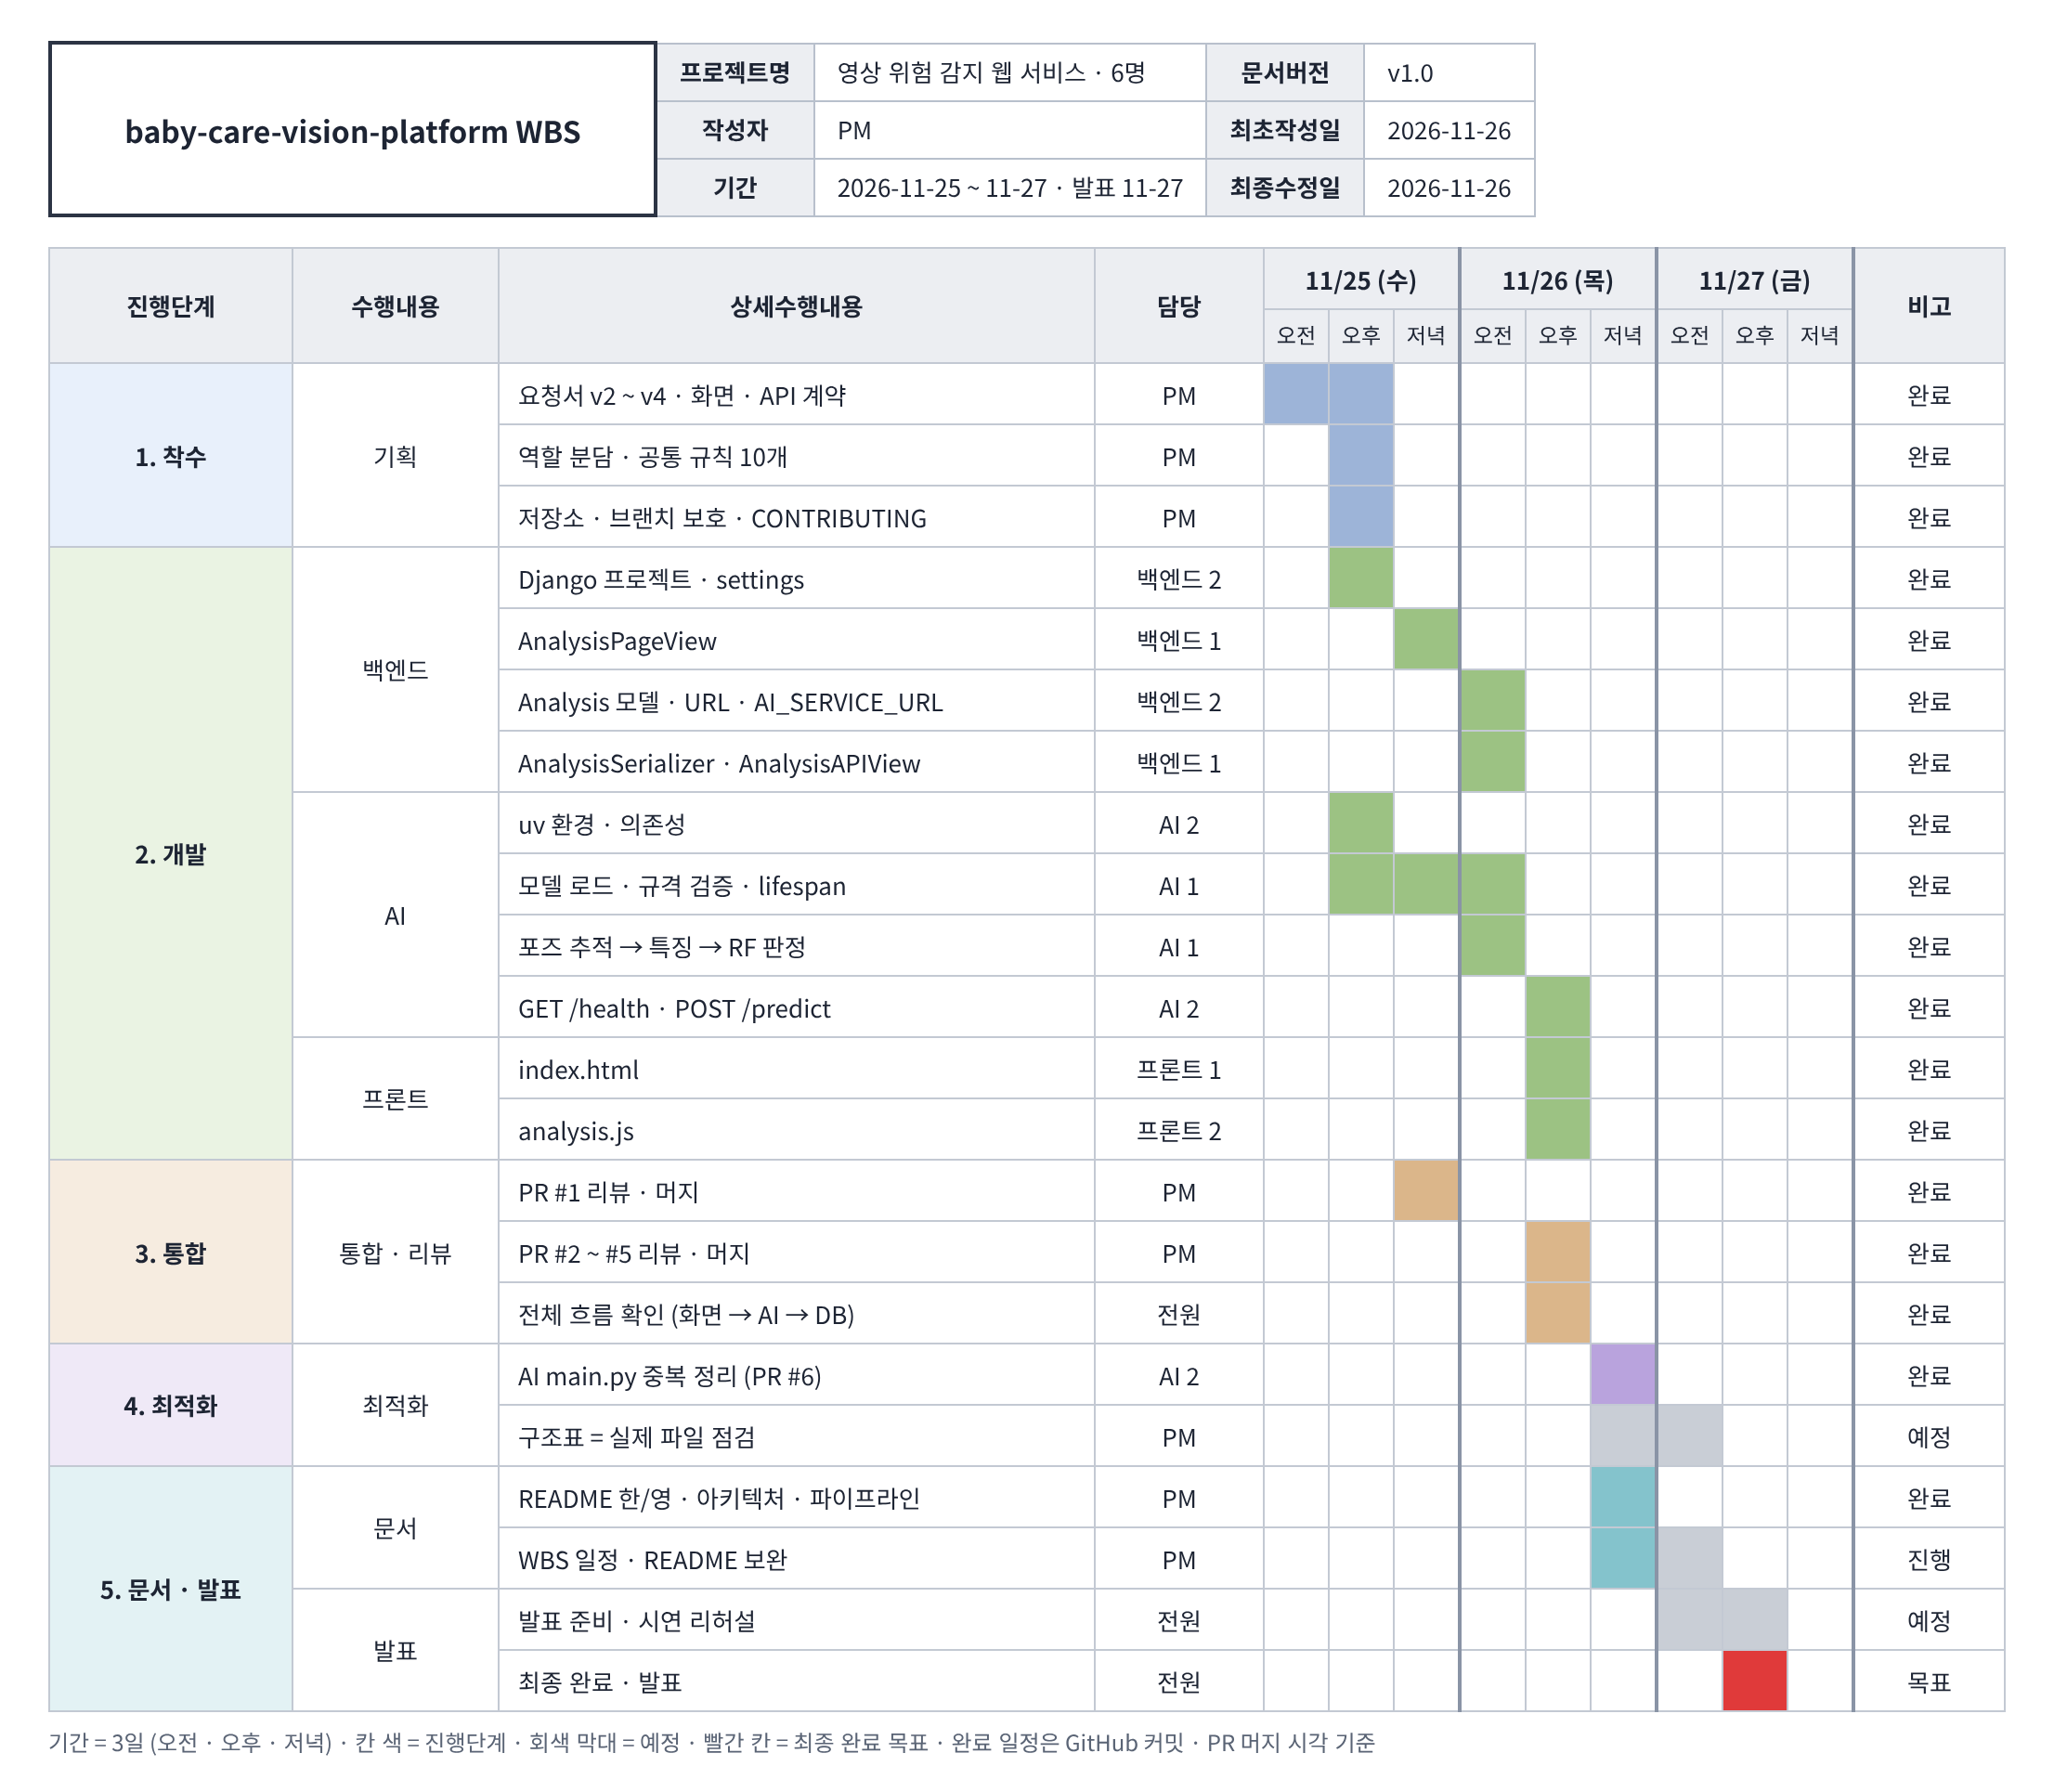 baby-care-vision-platform WBS
프로젝트명 영상 위험 감지 웹 서비스 · 6명 문서버전 v1.0
작성자 PM 최초작성일 2026-11-26
기간 2026-11-25 ~ 11-27 · 발표 11-27 최종수정일 2026-11-26
진행단계 수행내용 상세수행내용 담당 11/25 (수) 11/26 (목) 11/27 (금) 비고
오전 오후 저녁 오전 오후 저녁 오전 오후 저녁
1. 착수 기획 요청서 v2 ~ v4 · 화면 · API 계약 PM 완료
역할 분담 · 공통 규칙 10개 PM 완료
저장소 · 브랜치 보호 · CONTRIBUTING PM 완료
2. 개발 백엔드 Django 프로젝트 · settings 백엔드 2 완료
AnalysisPageView 백엔드 1 완료
Analysis 모델 · URL · AI_SERVICE_URL 백엔드 2 완료
AnalysisSerializer · AnalysisAPIView 백엔드 1 완료
AI uv 환경 · 의존성 AI 2 완료
모델 로드 · 규격 검증 · lifespan AI 1 완료
포즈 추적 → 특징 → RF 판정 AI 1 완료
GET /health · POST /predict AI 2 완료
프론트 index.html 프론트 1 완료
analysis.js 프론트 2 완료
3. 통합 통합 · 리뷰 PR #1 리뷰 · 머지 PM 완료
PR #2 ~ #5 리뷰 · 머지 PM 완료
전체 흐름 확인 (화면 → AI → DB) 전원 완료
4. 최적화 최적화 AI main.py 중복 정리 (PR #6) AI 2 완료
구조표 = 실제 파일 점검 PM 예정
5. 문서 · 발표 문서 README 한/영 · 아키텍처 · 파이프라인 PM 완료
WBS 일정 · README 보완 PM 진행
발표 발표 준비 · 시연 리허설 전원 예정
최종 완료 · 발표 전원 목표
기간 = 3일 (오전 · 오후 · 저녁) · 칸 색 = 진행단계 · 회색 막대 = 예정 · 빨간 칸 = 최종 완료 목표 · 완료 일정은 GitHub 커밋 · PR 머지 시각 기준